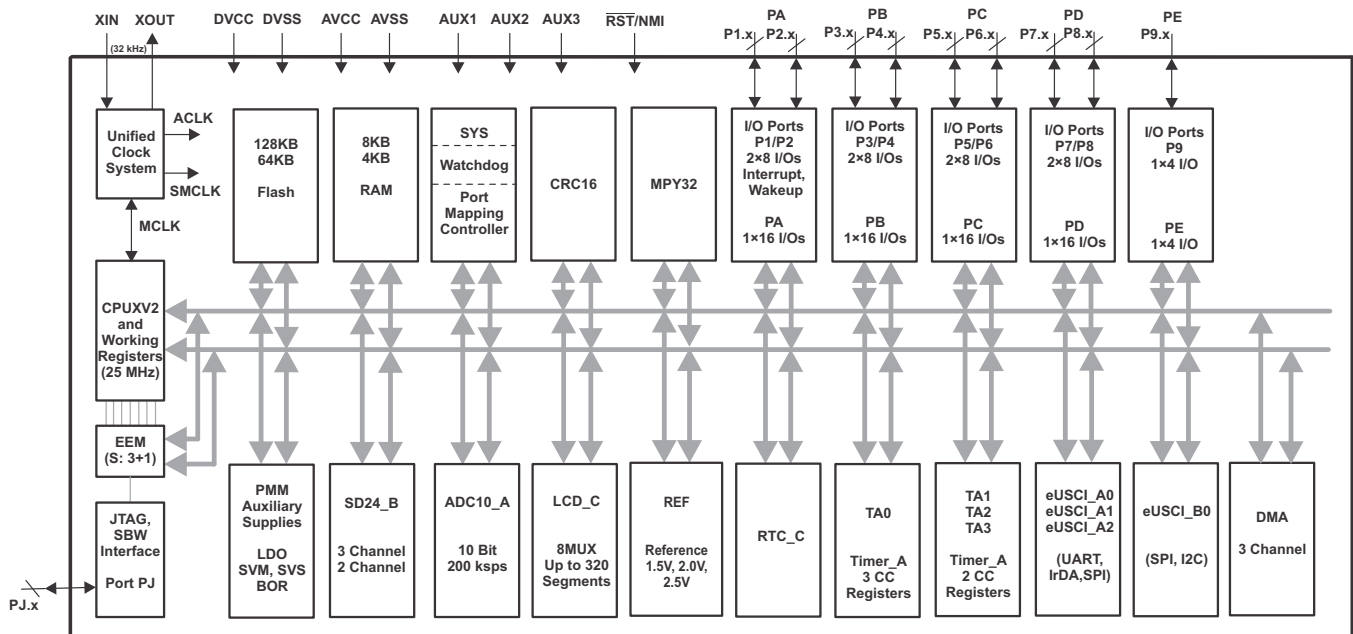 XIN
XOUT
(32 kHz)
DVCC
DVSS
AVCC
AVSS
AUX1
AUX2
AUX3
RST/NMI
PA
P1.x
P2.x
PB
P3.x
P4.x
PC
P5.x
P6.x
PD
P7.x
P8.x
PE
P9.x
Unified
Clock
System
ACLK
SMCLK
MCLK
128KB
64KB
Flash
8KB
4KB
RAM
SYS
Watchdog
Port
Mapping
Controller
CRC16
MPY32
I/O Ports
P1/P2
2×8 I/Os
Interrupt,
Wakeup
PA
1×16 I/Os
I/O Ports
P3/P4
2×8 I/Os
PB
1×16 I/Os
I/O Ports
P5/P6
2×8 I/Os
PC
1×16 I/Os
I/O Ports
P7/P8
2×8 I/Os
PD
1×16 I/Os
I/O Ports
P9
1×4 I/O
PE
1×4 I/O
CPUXV2
and
Working
Registers
(25 MHz)
EEM
(S: 3+1)
JTAG,
SBW
Interface
Port PJ
PJ.x
PMM
Auxiliary
Supplies
LDO
SVM, SVS
BOR
SD24_B
3 Channel
2 Channel
ADC10_A
10 Bit
200 ksps
LCD_C
8MUX
Up to 320
Segments
REF
Reference
1.5V, 2.0V,
2.5V
RTC_C
TA0
Timer_A
3 CC
Registers
TA1
TA2
TA3
Timer_A
2 CC
Registers
eUSCI_A0
eUSCI_A1
eUSCI_A2
(UART,
IrDA,SPI)
eUSCI_B0
(SPI, I2C)
DMA
3 Channel